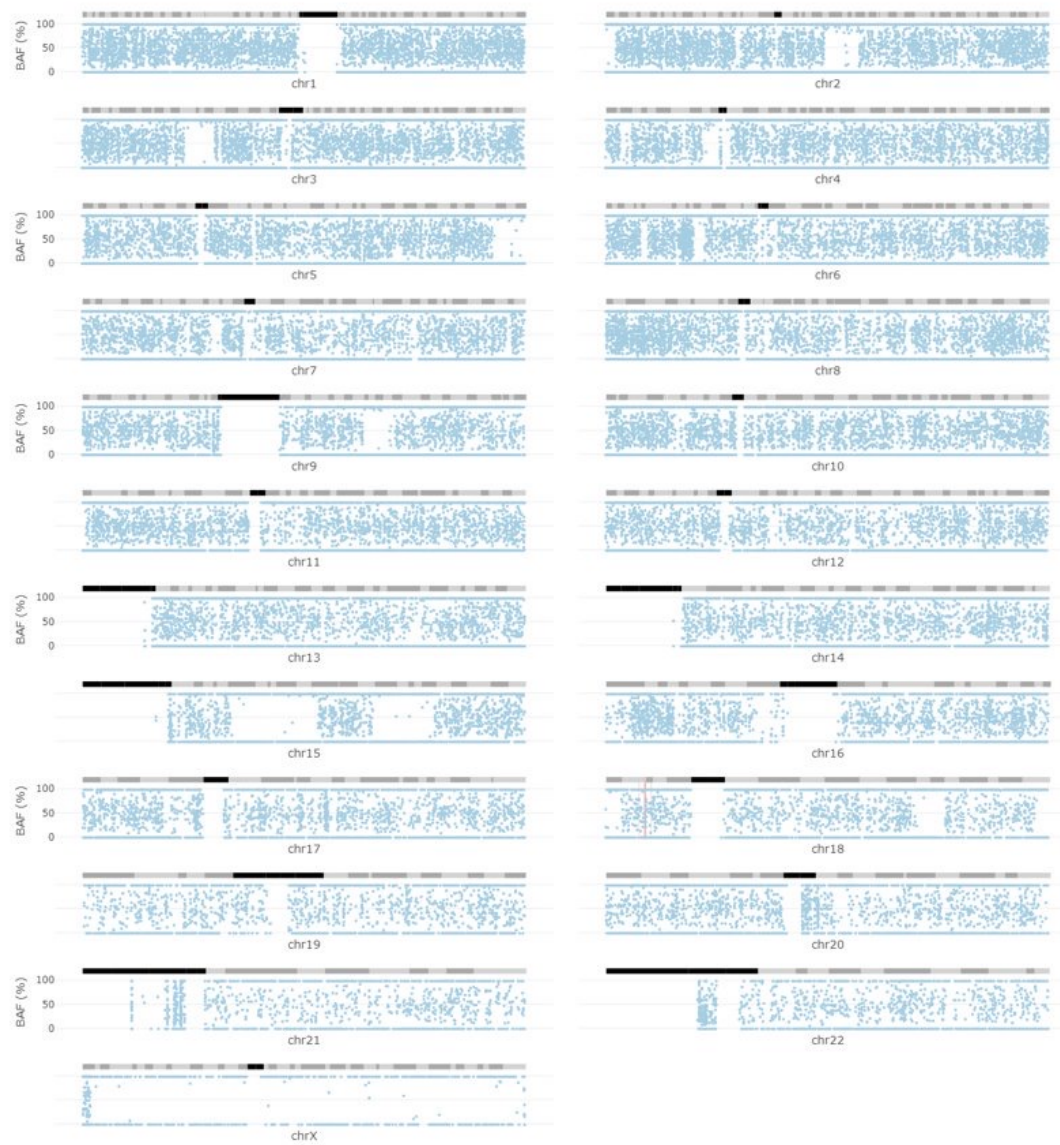 BAF (%)
100
50
0
chr1
chr2
chr3
chr4
BAF (%)
100
50
0
chr5
chr6
chr7
chr8
BAF (%)
100
50
0
chr9
chr10
chr11
chr12
BAF (%)
100
50
0
chr13
chr14
chr15
chr16
BAF (%)
100
50
0
chr17
chr18
chr19
chr20
BAF (%)
100
50
0
chr21
chr22
chrX